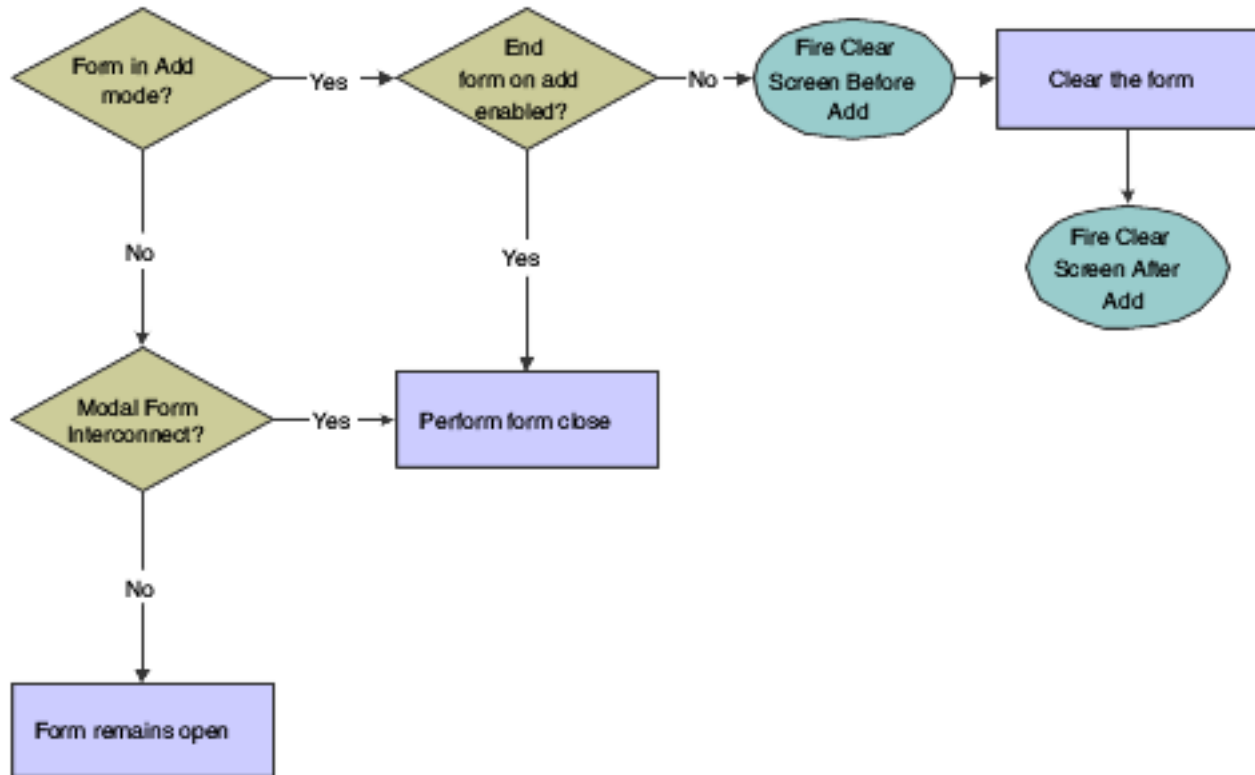 Form in Add
mode?
Yes
End
form on add
enabled?
No
Fire Clear
Screen Before
Add
Clear the form
No
Yes
Fire Clear
Screen After
Add
Modal Form
Interconnect?
Yes
Perform form close
No
Form remains open